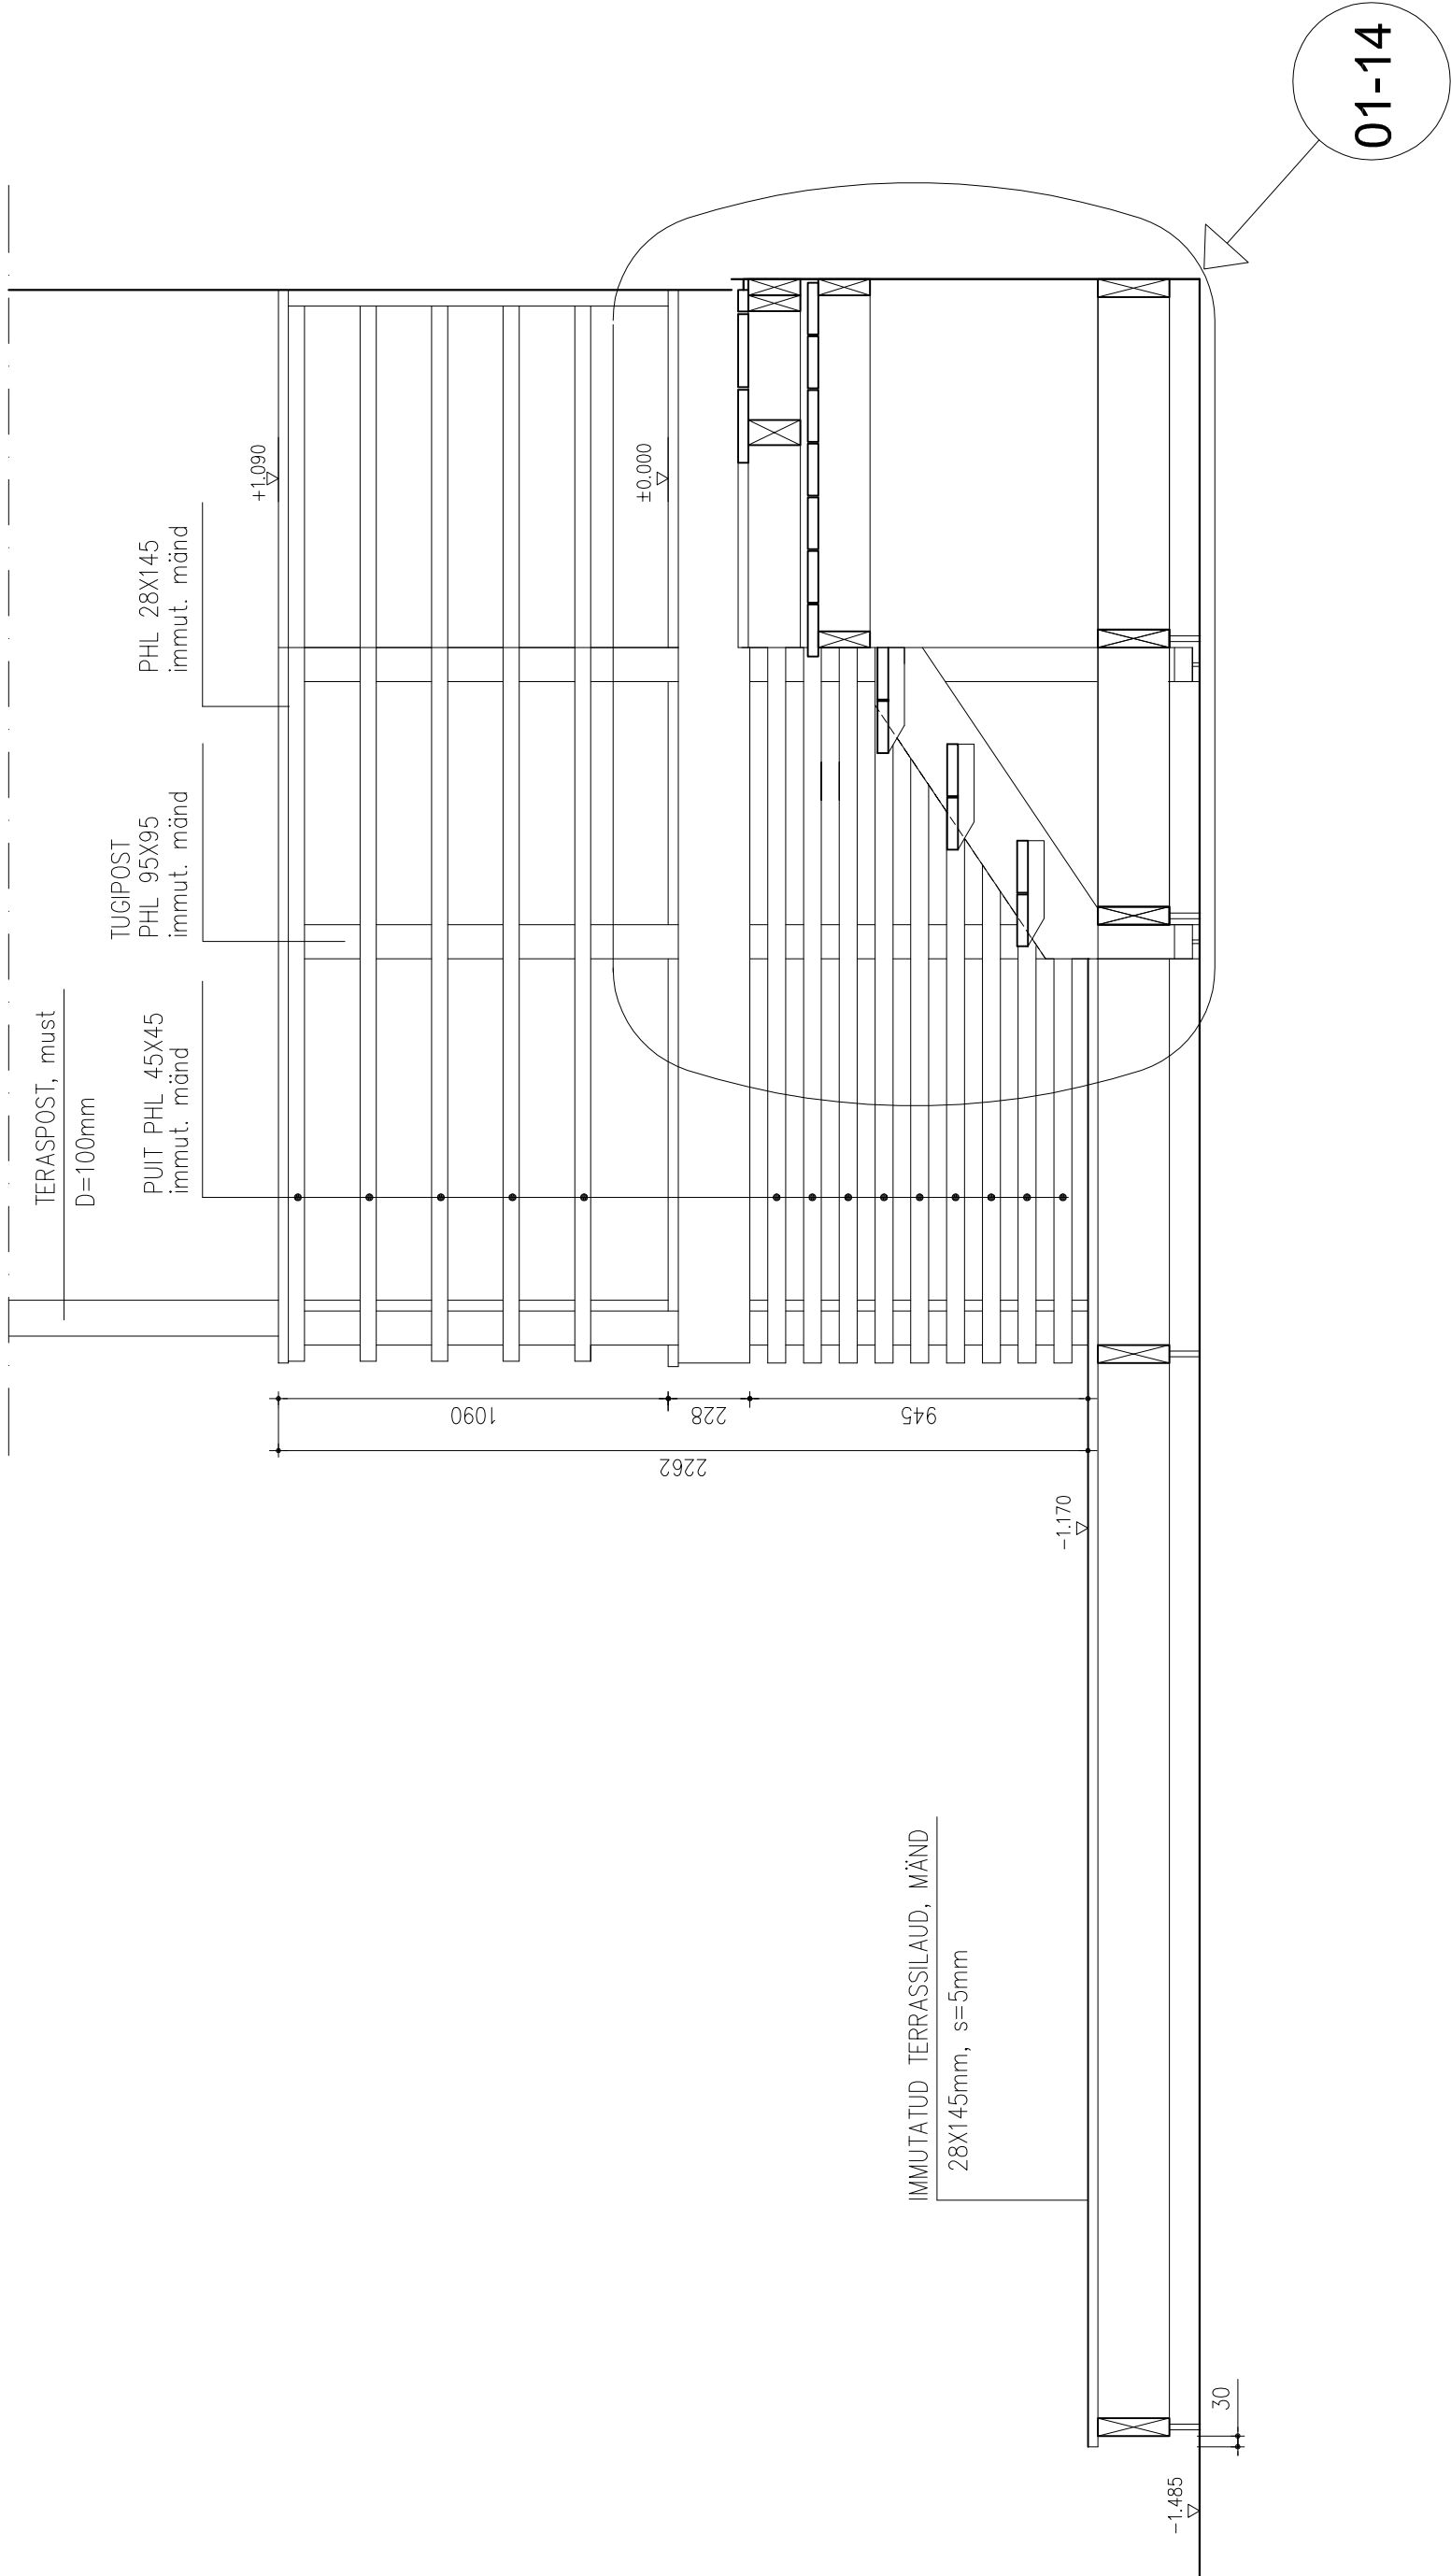 TERASPOST, must
D=100mm
PUIT PHL 45X45
immut. mänd
TUGIPOST
PHL 95X95
immut. mänd
PHL 28X145
immut. mänd
+1.090
±0.000
1090
228
945
2262
-1.170
IMMUTATUD TERRASSILAUD, MÄND
28X145mm, s=5mm
30
-1.485
01-14